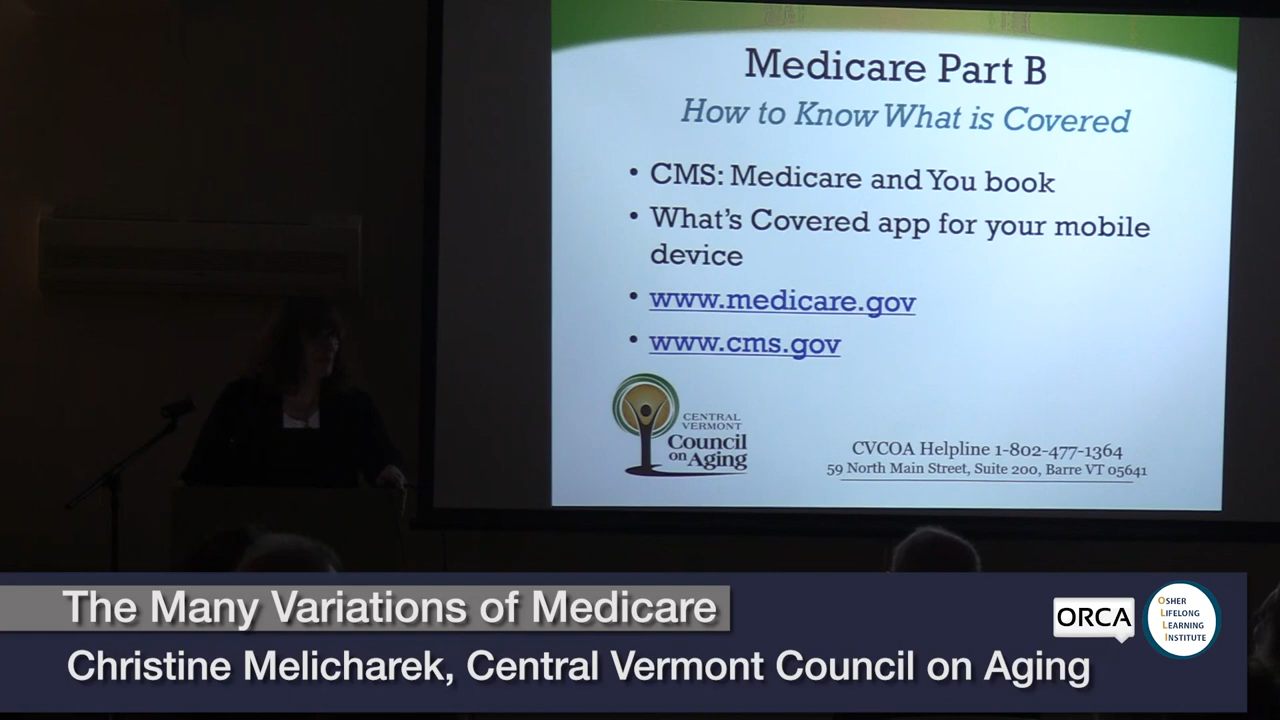 Medicare Part B
How to Know What is Covered
• CMS: Medicare and You book
• What's Covered app for your mobile
device
• www.medicare.gov
• www.cms.gov
CENTRAL
VERMONT
Council
on Aging
CVCOA Helpline 1-802-477-1364
59 North Main Street, Suite 200, Barre VT 05641
The Many Variations of Medicare
Christine Melicharek, Central Vermont Council on Aging
ORCA
OSHER
LIFELONG
LEARNING
INSTITUTE